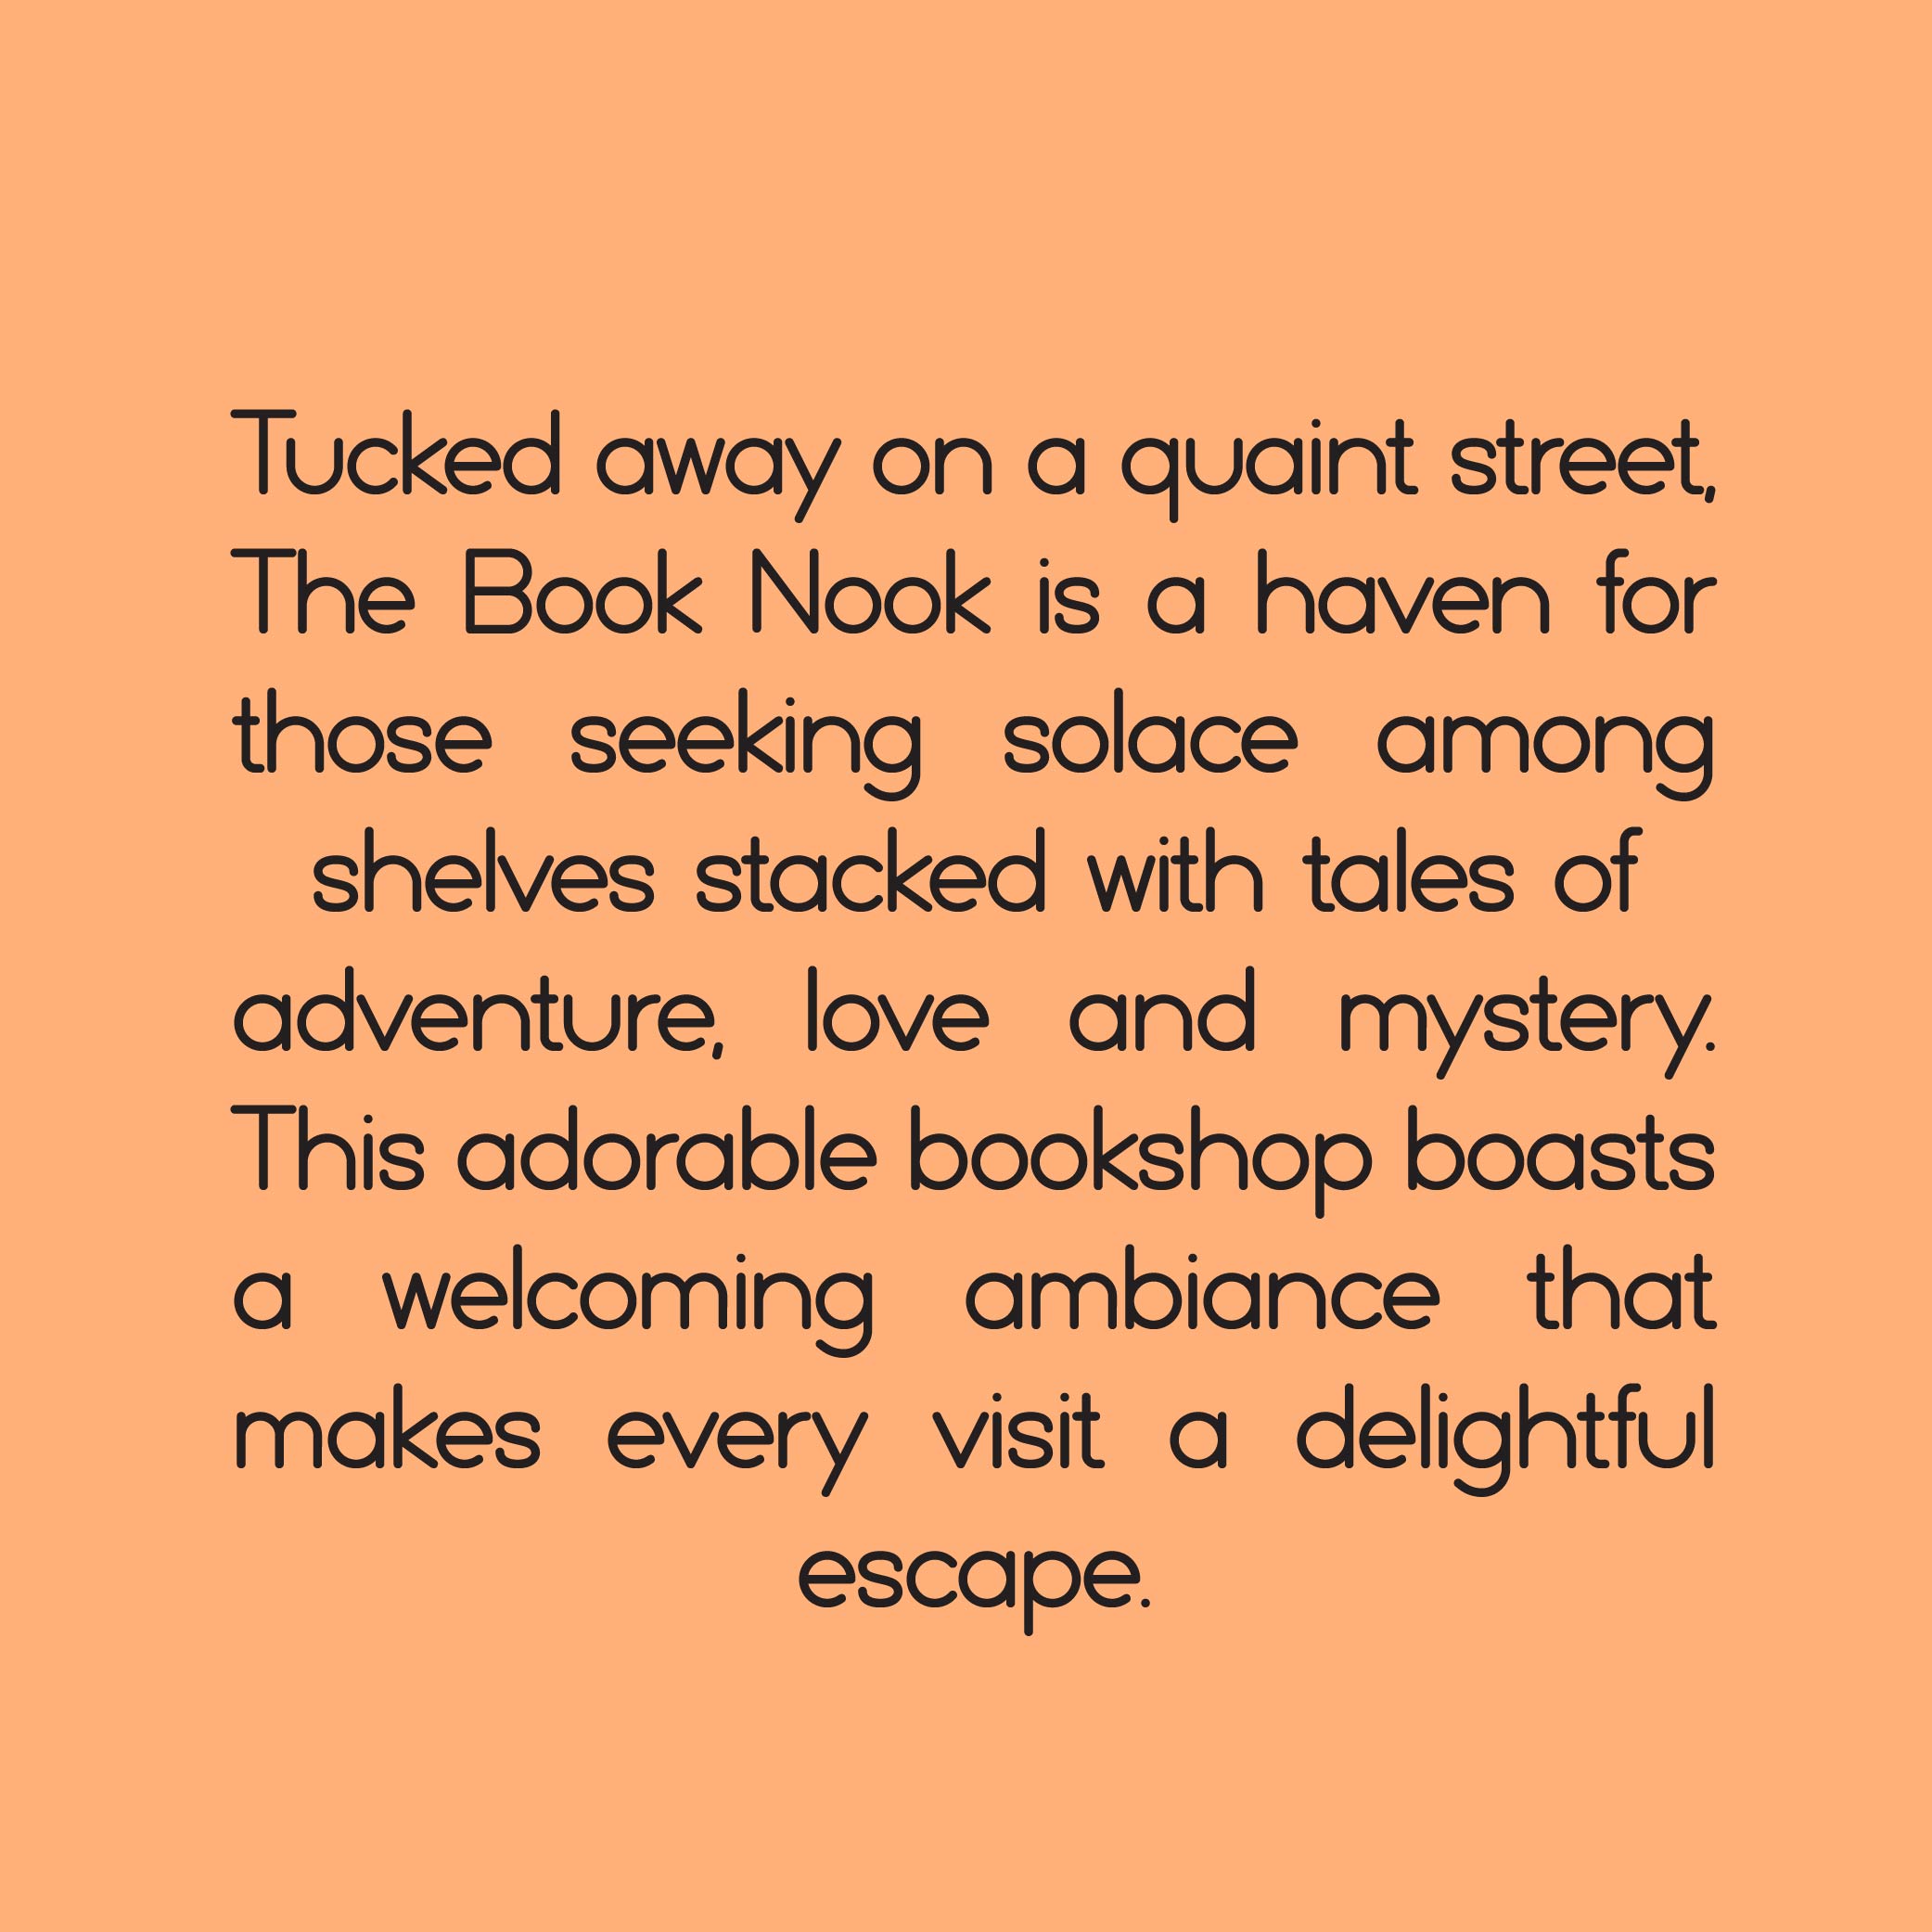 Tucked away on a quaint street,
The Book Nook is a haven for
those seeking solace among
shelves stacked with tales of
adventure, love and mystery.
This adorable bookshop boasts
a welcoming ambiance that
makes every visit a delightful
escape.